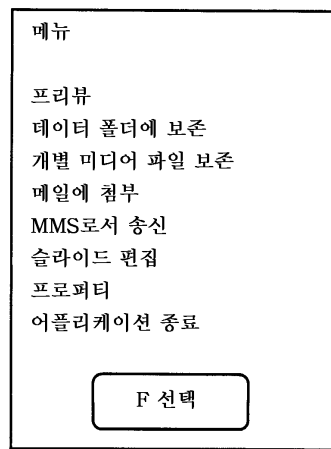 메뉴
프리뷰
데이터 폴더에 보존
개별 미디어 파일 보존
메일에 첨부
MMS로서 송신
슬라이드 편집
프로퍼티
어플리케이션 종료
F 선택